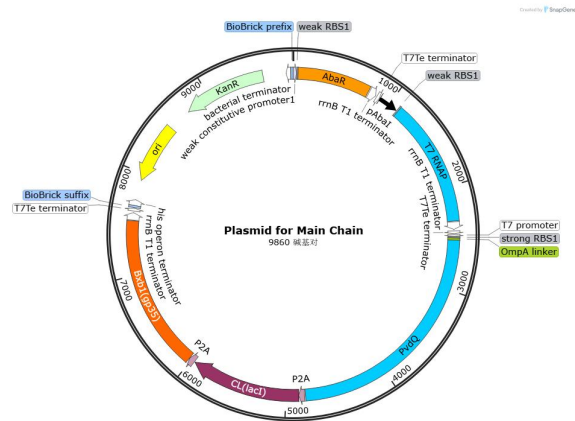 Created by SnapGene
BioBrick prefix
weak RBS1
T7Te terminator
AbaR
1000
weak RBS1
KanR
9000
bacterial terminator
weak constitutive promoter1
rrnB T1 terminator
pAbaI
ori
T7 RNAP
2000
8000
rrnB T1 terminator
T7Te terminator
BioBrick suffix
T7Te terminator
T7 promoter
strong RBS1
OmpA linker
his operon terminator
rrnB T1 terminator
Plasmid for Main Chain
9860 碱基对
Bxb1(gp35)
7000
3000
PvdQ
P2A
6000
CL(lacI)
P2A
5000
4000